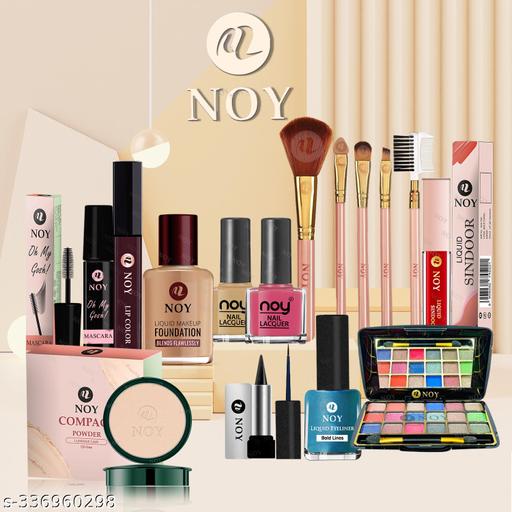 NOY
NOY
Oh My
Gosh!
MASCARA
NOY
Oh My
Gosh!
MASCARA
NOY
LIP COLOR
NOY
LIQUID MAKEUP
FOUNDATION
BLENDS FLAWLESSLY
noy
NAIL
LACQUER
noy
NAIL
LACQUER
NOY
NOY
LIQUID
SINDOOR
NOY
LIQUID
SINDOOR
NOY
COMPACT
POWDER
NOY
NOY
NOY
LIQUID EYELINER
Bold Lines
NOY
s-336960298